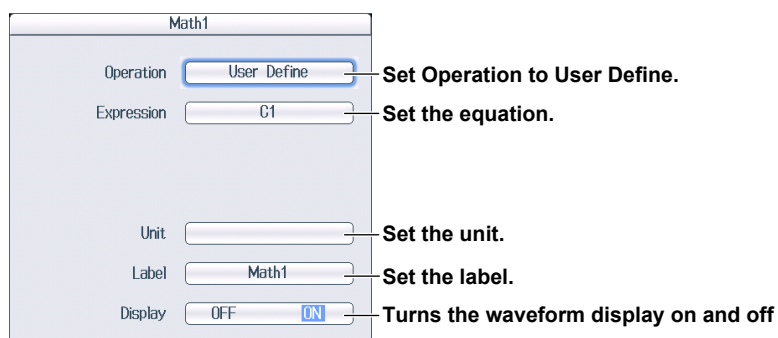 Math1
Operation User Define Set Operation to User Define.
Expression C1 Set the equation.
Unit Set the unit.
Label Math1 Set the label.
Display OFF ON Turns the waveform display on and off